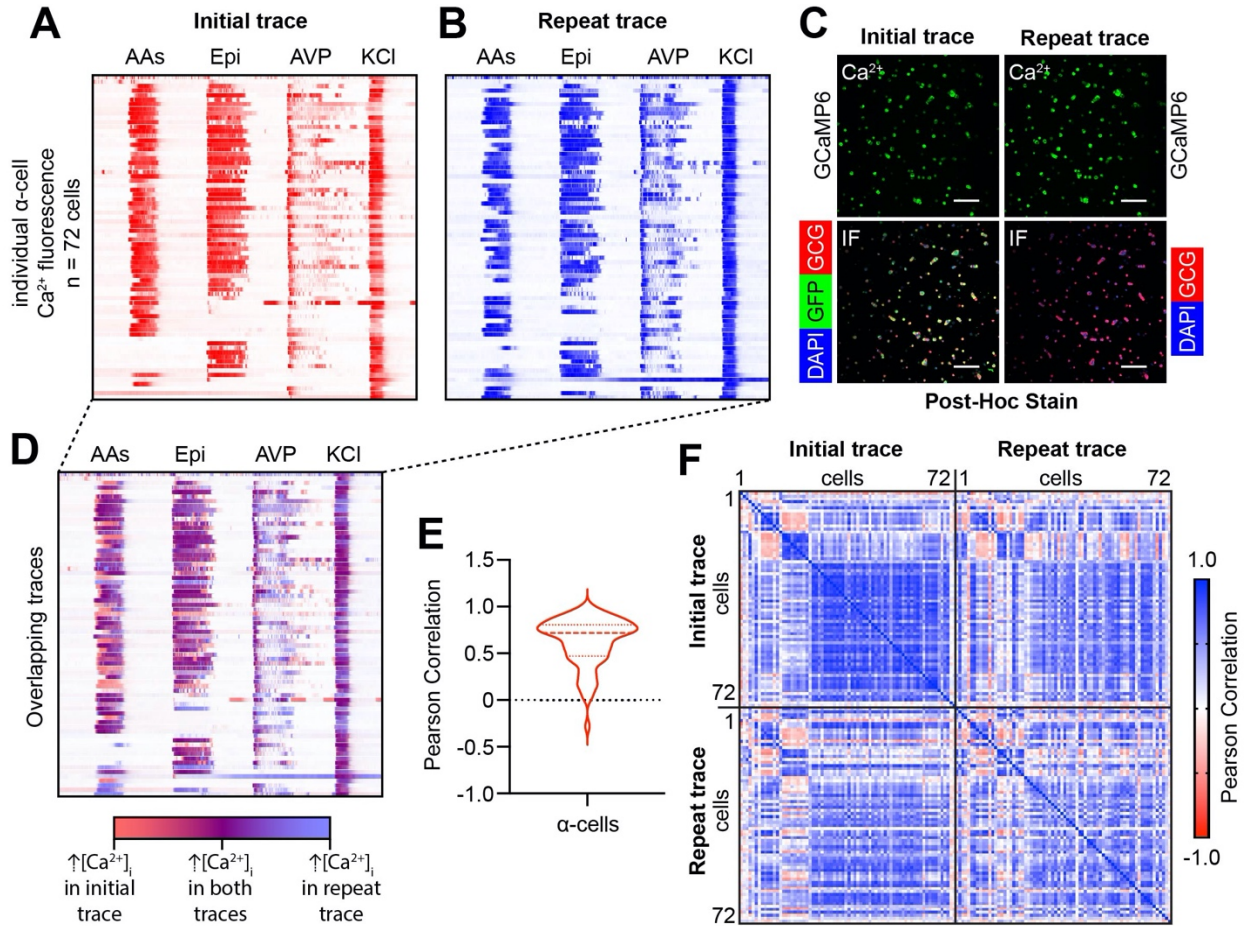 A
Initial trace
AAs Epi AVP KCl
individual α-cell
Ca²⁺ fluorescence
n = 72 cells
B
Repeat trace
AAs Epi AVP KCl
C
Initial trace Repeat trace
Ca²⁺ Ca²⁺
GCaMP6 GCaMP6
IF IF
DAPI GFP GCG
DAPI GCG
Post-Hoc Stain
D
AAs Epi AVP KCl
Overlapping traces
↑[Ca²⁺]i
in initial
trace
↑[Ca²⁺]i
in both
traces
↑[Ca²⁺]i
in repeat
trace
E
Pearson Correlation
1.5
1.0
0.5
0
-0.5
-1.0
α-cells
F
Initial trace Repeat trace
1 cells 72 1 cells 72
Initial trace
cells
1
72
Repeat trace
cells
1
72
1.0
Pearson Correlation
-1.0